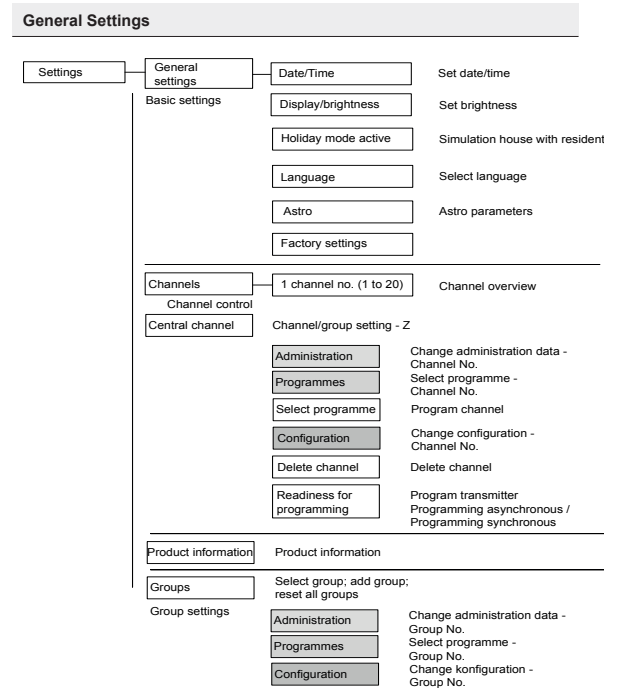 General Settings
Settings
General
settings
Date/Time
Set date/time
Basic settings
Display/brightness
Set brightness
Holiday mode active
Simulation house with resident
Language
Select language
Astro
Astro parameters
Factory settings
Channels
1 channel no. (1 to 20)
Channel overview
Channel control
Central channel
Channel/group setting - Z
Administration
Change administration data -
Channel No.
Programmes
Select programme -
Channel No.
Select programme
Program channel
Configuration
Change configuration -
Channel No.
Delete channel
Delete channel
Readiness for
programming
Program transmitter
Programming asynchronous /
Programming synchronous
Product information
Product information
Groups
Select group; add group;
reset all groups
Group settings
Administration
Change administration data -
Group No.
Programmes
Select programme -
Group No.
Configuration
Change konfiguration -
Group No.